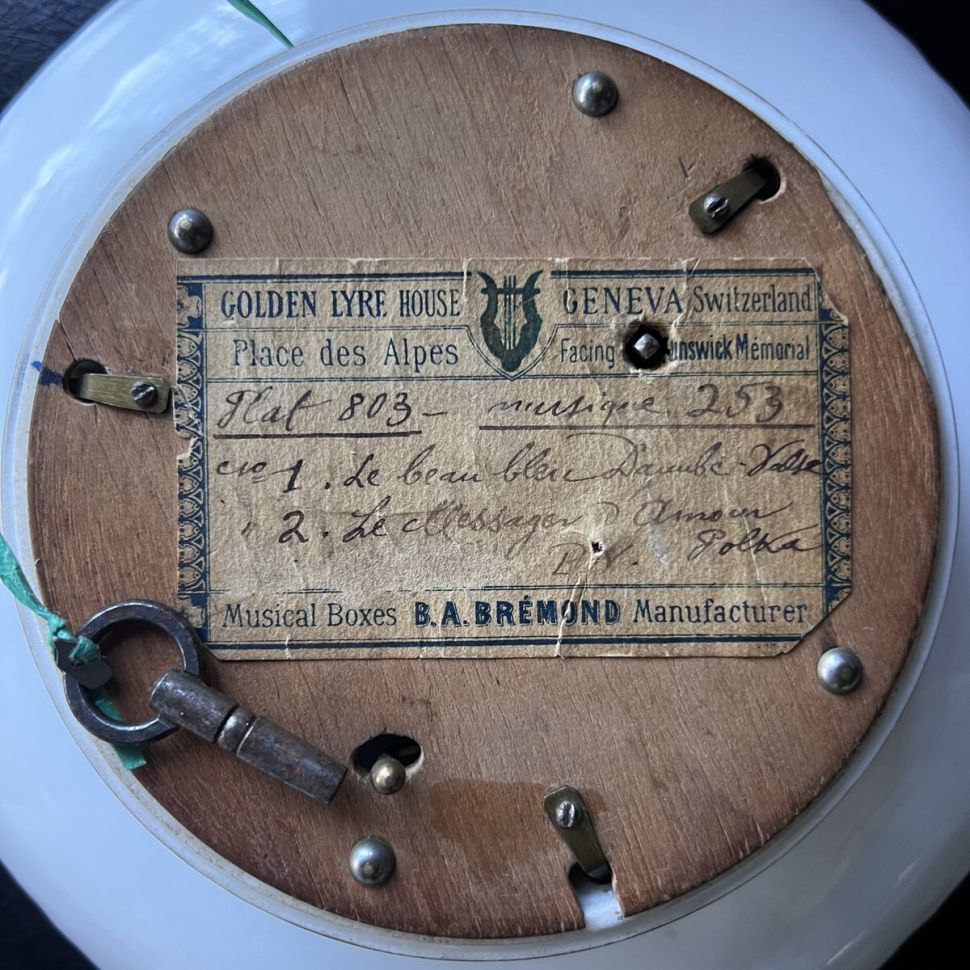 GOLDEN LYRE HOUSE GENEVA Switzerland
Place des Alpes Facing unswick Mémorial
Plat 803 - musique 253
No 1. Le beau bleu Danube - Valse
" 2. Le Messager d'Amour
Polka
Musical Boxes B.A. BRÉMOND Manufacturer